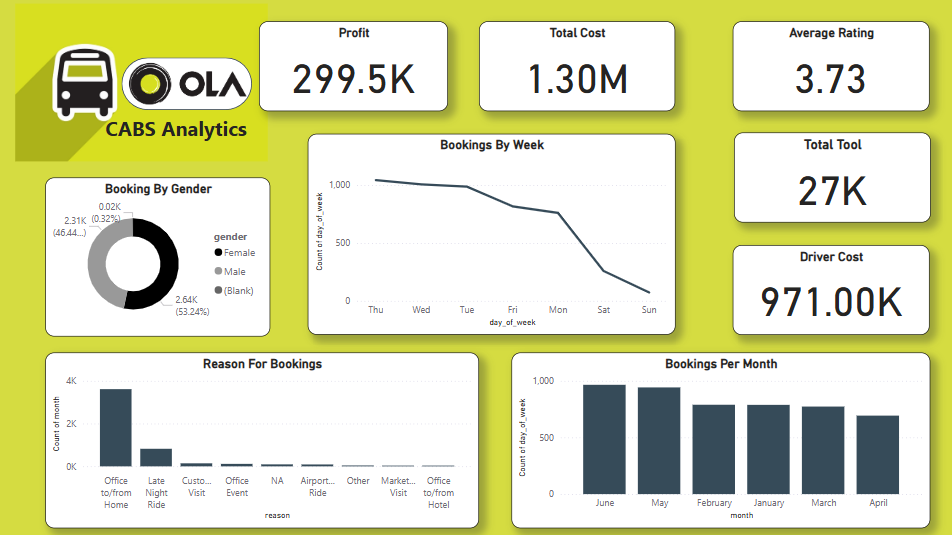 OLA
CABS Analytics
Profit
299.5K
Total Cost
1.30M
Average Rating
3.73
Total Tool
27K
Driver Cost
971.00K
Booking By Gender
0.02K
(0.32%)
2.31K
(46.44...)
2.64K
(53.24%)
gender
Female
Male
(Blank)
Bookings By Week
Count of day_of_week
1,000
500
0
Thu Wed Tue Fri Mon Sat Sun
day_of_week
Reason For Bookings
Count of month
4K
2K
0K
Office to/from Home
Late Night Ride
Custo... Visit
Office Event
NA
Airport... Ride
Other
Market... Visit
Office to/from Hotel
reason
Bookings Per Month
Count of day_of_week
1,000
500
0
June May February January March April
month